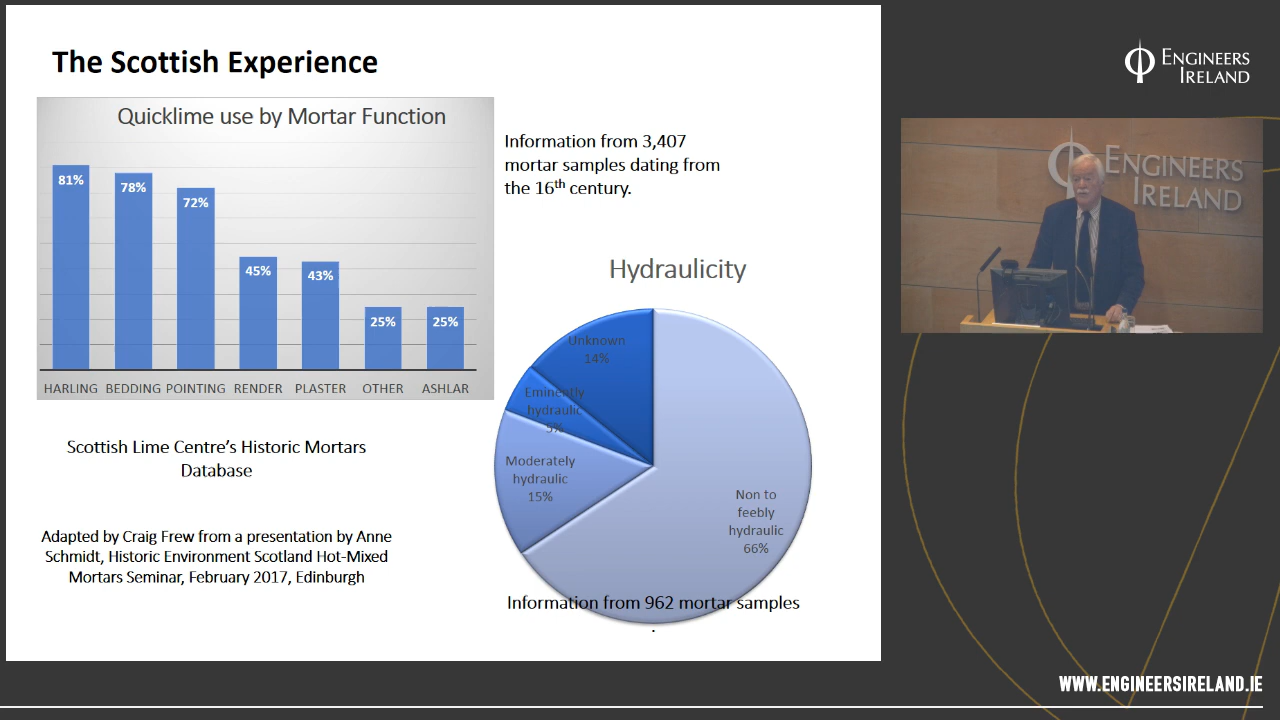 The Scottish Experience
Quicklime use by Mortar Function
81%
78%
72%
45%
43%
25%
25%
HARLING BEDDING POINTING RENDER PLASTER OTHER ASHLAR
Scottish Lime Centre’s Historic Mortars
Database
Adapted by Craig Frew from a presentation by Anne
Schmidt, Historic Environment Scotland Hot-Mixed
Mortars Seminar, February 2017, Edinburgh
Information from 3,407
mortar samples dating from
the 16th century.
Hydraulicity
Unknown
14%
Eminently
hydraulic
5%
Moderately
hydraulic
15%
Non to
feebly
hydraulic
66%
Information from 962 mortar samples
.
ENGINEERS
IRELAND
ENGINEERS
IRELAND
WWW.ENGINEERSIRELAND.IE